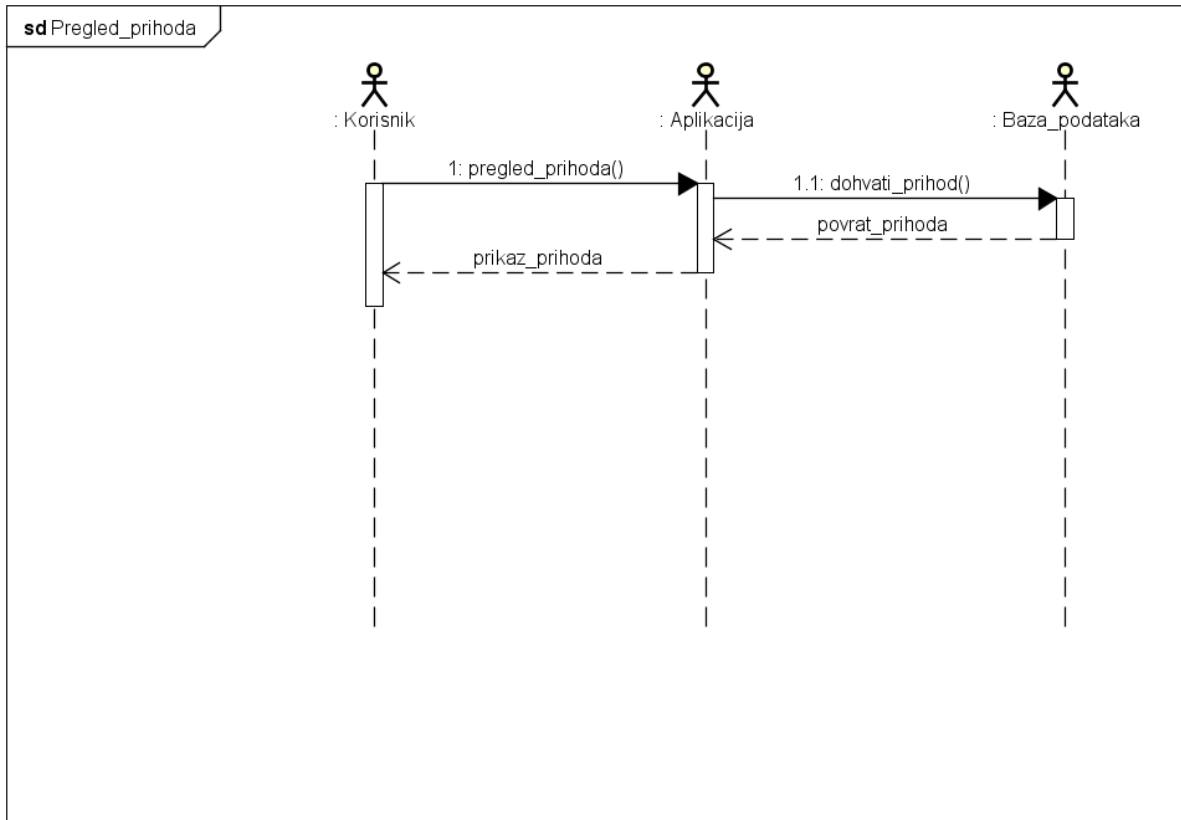 sd Pregled_prihoda
: Korisnik
: Aplikacija
: Baza_podataka
1: pregled_prihoda()
1.1: dohvati_prihod()
povrat_prihoda
prikaz_prihoda